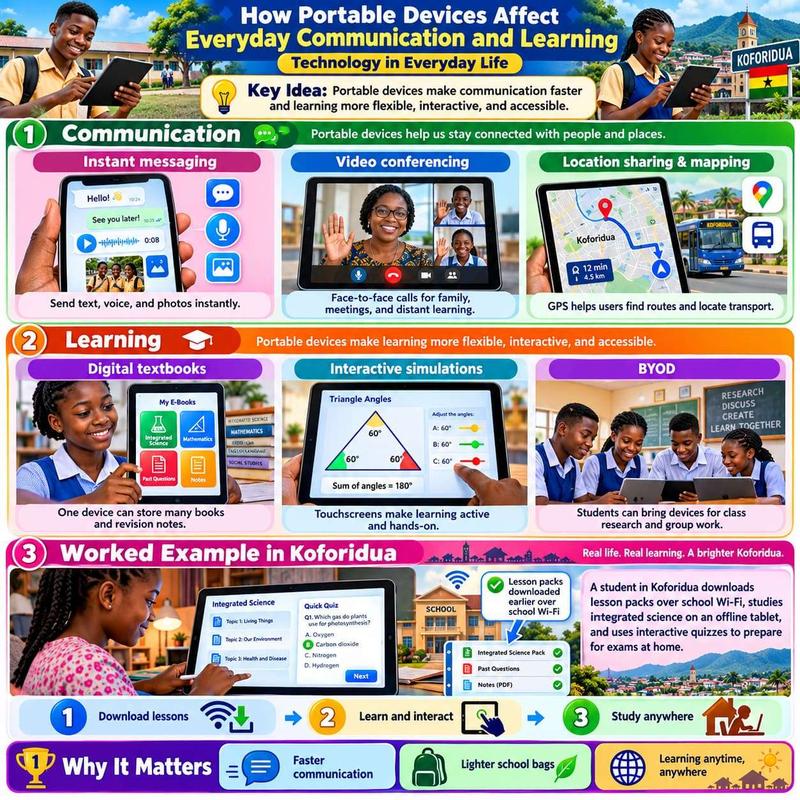 How Portable Devices Affect
Everyday Communication and Learning
Technology in Everyday Life
Key Idea: Portable devices make communication faster
and learning more flexible, interactive, and accessible.
KOFORIDUA
1 Communication
Portable devices help us stay connected with people and places.
Instant messaging
Hello! 👋 10:24
See you later! 10:25
0:08
Send text, voice, and photos instantly.
Video conferencing
Face-to-face calls for family,
meetings, and distant learning.
Location sharing & mapping
Koforidua
12 min
4.5 km
KOFORIDUA
GPS helps users find routes and locate transport.
2 Learning
Portable devices make learning more flexible, interactive, and accessible.
Digital textbooks
My E-Books
Integrated
Science
Mathematics
Past Questions
Notes
INTEGRATED SCIENCE
MATHEMATICS
SOCIAL STUDIES
One device can store many books
and revision notes.
Interactive simulations
Triangle Angles
60°
60°
60°
Sum of angles = 180°
Adjust the angles:
A: 60°
B: 60°
C: 60°
Touchscreens make learning active
and hands-on.
BYOD
RESEARCH
DISCUSS
CREATE
LEARN TOGETHER
Students can bring devices for class
research and group work.
3 Worked Example in Koforidua
Real life. Real learning. A brighter Koforidua.
Integrated Science
Topic 1: Living Things
Topic 2: Our Environment
Topic 3: Health and Disease
Quick Quiz
Q1. Which gas do plants
use for photosynthesis?
A. Oxygen
B Carbon dioxide
C. Nitrogen
D. Hydrogen
Next
SCHOOL
Lesson packs
downloaded
earlier over
school Wi-Fi
Integrated Science Pack
Past Questions
Notes (PDF)
A student in Koforidua downloads
lesson packs over school Wi-Fi, studies
integrated science on an offline tablet,
and uses interactive quizzes to prepare
for exams at home.
1 Download lessons
2 Learn and interact
3 Study anywhere
1 Why It Matters
Faster
communication
Lighter school bags
Learning anytime,
anywhere